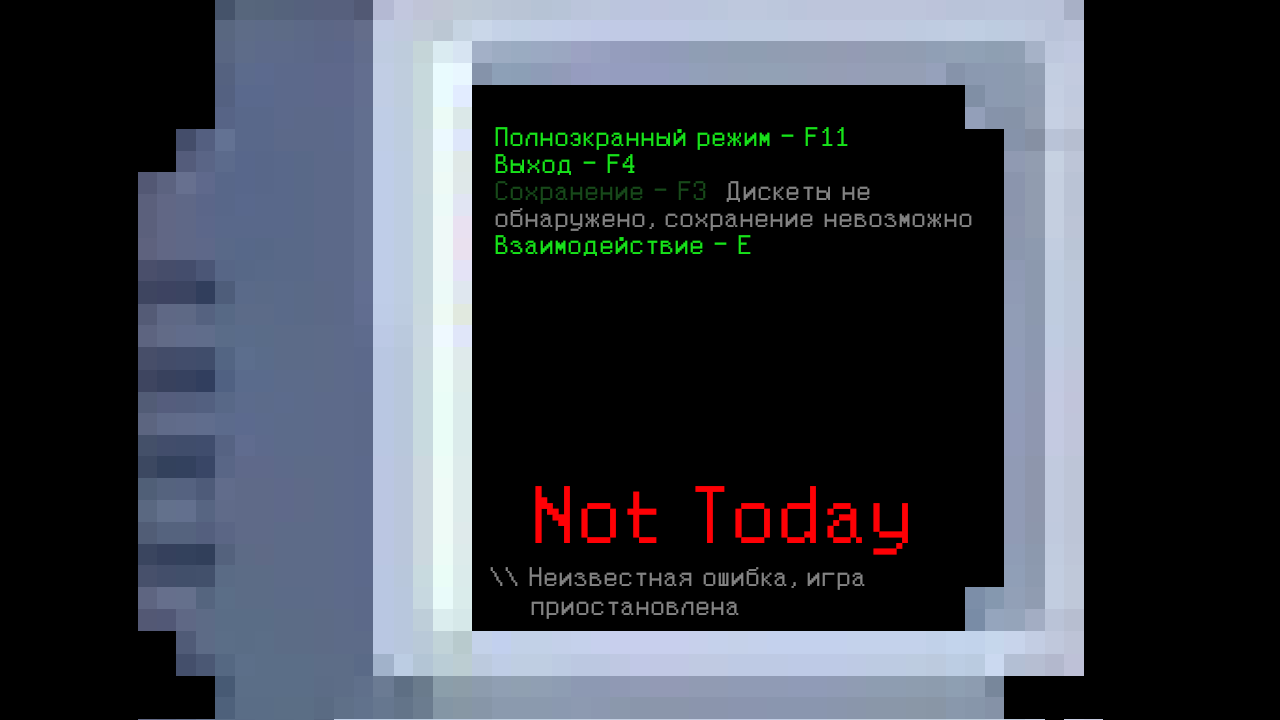 Полноэкранный режим - F11
Выход - F4
Сохранение - F3 Дискеты не
обнаружено, сохранение невозможно
Взаимодействие - E
Not Today
\\ Неизвестная ошибка, игра
приостановлена